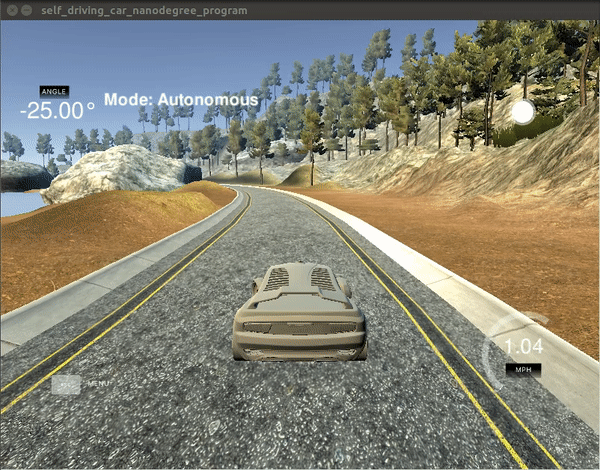 self_driving_car_nanodegree_program
ANGLE
-25.00°
Mode: Autonomous
1.04
MPH
MENU